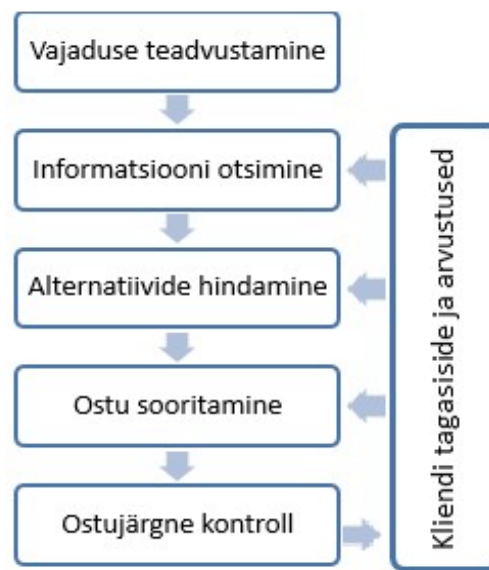 Vajaduse teadvustamine
Informatsiooni otsimine
Alternatiivide hindamine
Ostu sooritamine
Ostujärgne kontroll
Kliendi tagasiside ja arvustused